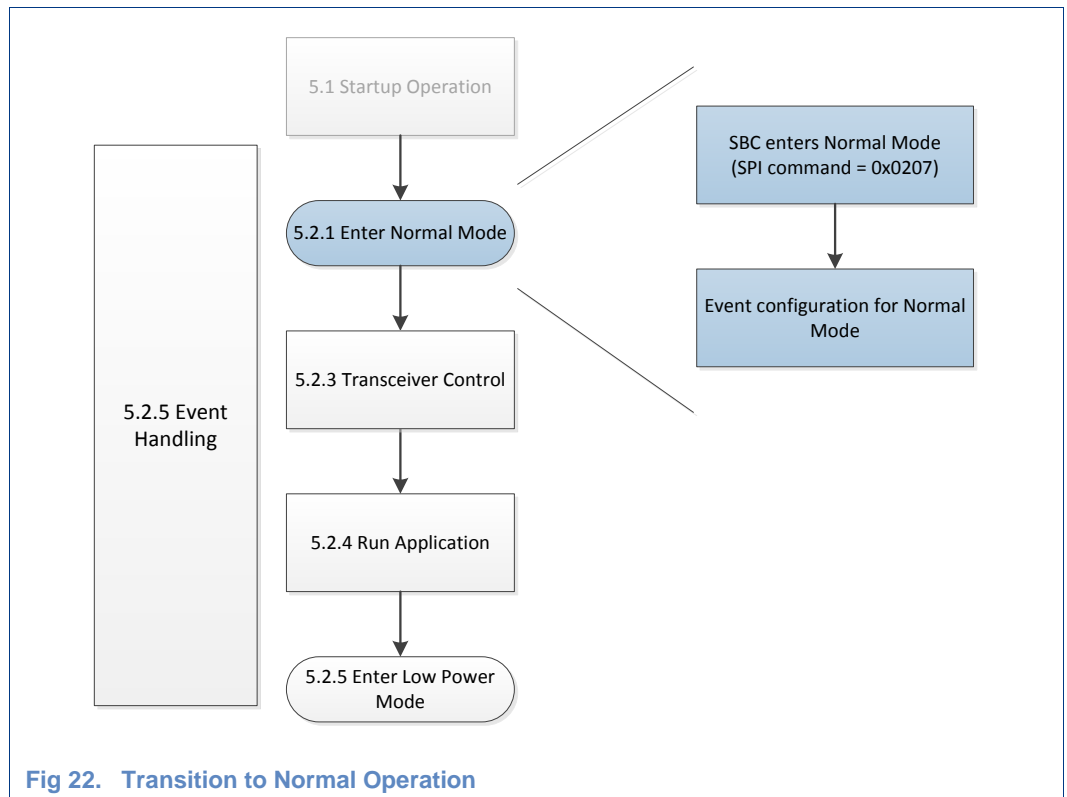 5.1 Startup Operation
5.2.1 Enter Normal Mode
5.2.3 Transceiver Control
5.2.4 Run Application
5.2.5 Enter Low Power
Mode
5.2.5 Event
Handling
SBC enters Normal Mode
(SPI command = 0x0207)
Event configuration for Normal
Mode
Fig 22. Transition to Normal Operation